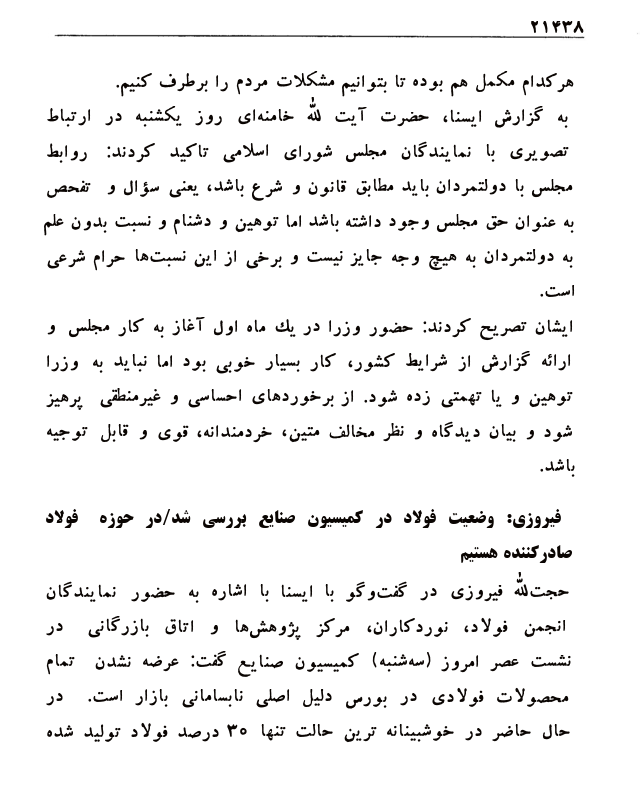 ۲۱۴۳۸
هرکدام مکمل هم بوده تا بتوانیم مشکلات مردم را برطرف کنیم.
به گزارش ایسنا، حضرت آیت لله خامنه‌ای روز یکشنبه در ارتباط
تصویری با نمایندگان مجلس شورای اسلامی تاکید کردند: روابط
مجلس با دولتمردان باید مطابق قانون و شرع باشد، یعنی سؤال و تفحص
به عنوان حق مجلس وجود داشته باشد اما توهین و دشنام و نسبت بدون علم
به دولتمردان به هیچ وجه جایز نیست و برخی از این نسبت‌ها حرام شرعی
است.
ایشان تصریح کردند: حضور وزرا در یك ماه اول آغاز به کار مجلس و
ارائه گزارش از شرایط کشور، کار بسیار خوبی بود اما نباید به وزرا
توهین و یا تهمتی زده شود. از برخوردهای احساسی و غیرمنطقی پرهیز
شود و بیان دیدگاه و نظر مخالف متین، خردمندانه، قوی و قابل توجیه
باشد.
فیروزی: وضعیت فولاد در کمیسیون صنایع بررسی شد/در حوزه فولاد
صادرکننده هستیم
حجت‌لله فیروزی در گفت‌وگو با ایسنا با اشاره به حضور نمایندگان
انجمن فولاد، نوردکاران، مرکز پژوهش‌ها و اتاق بازرگانی در
نشست عصر امروز (سه‌شنبه) کمیسیون صنایع گفت: عرضه نشدن تمام
محصولات فولادی در بورس دلیل اصلی نابسامانی بازار است. در
حال حاضر در خوشبینانه ترین حالت تنها ۳۰ درصد فولاد تولید شده